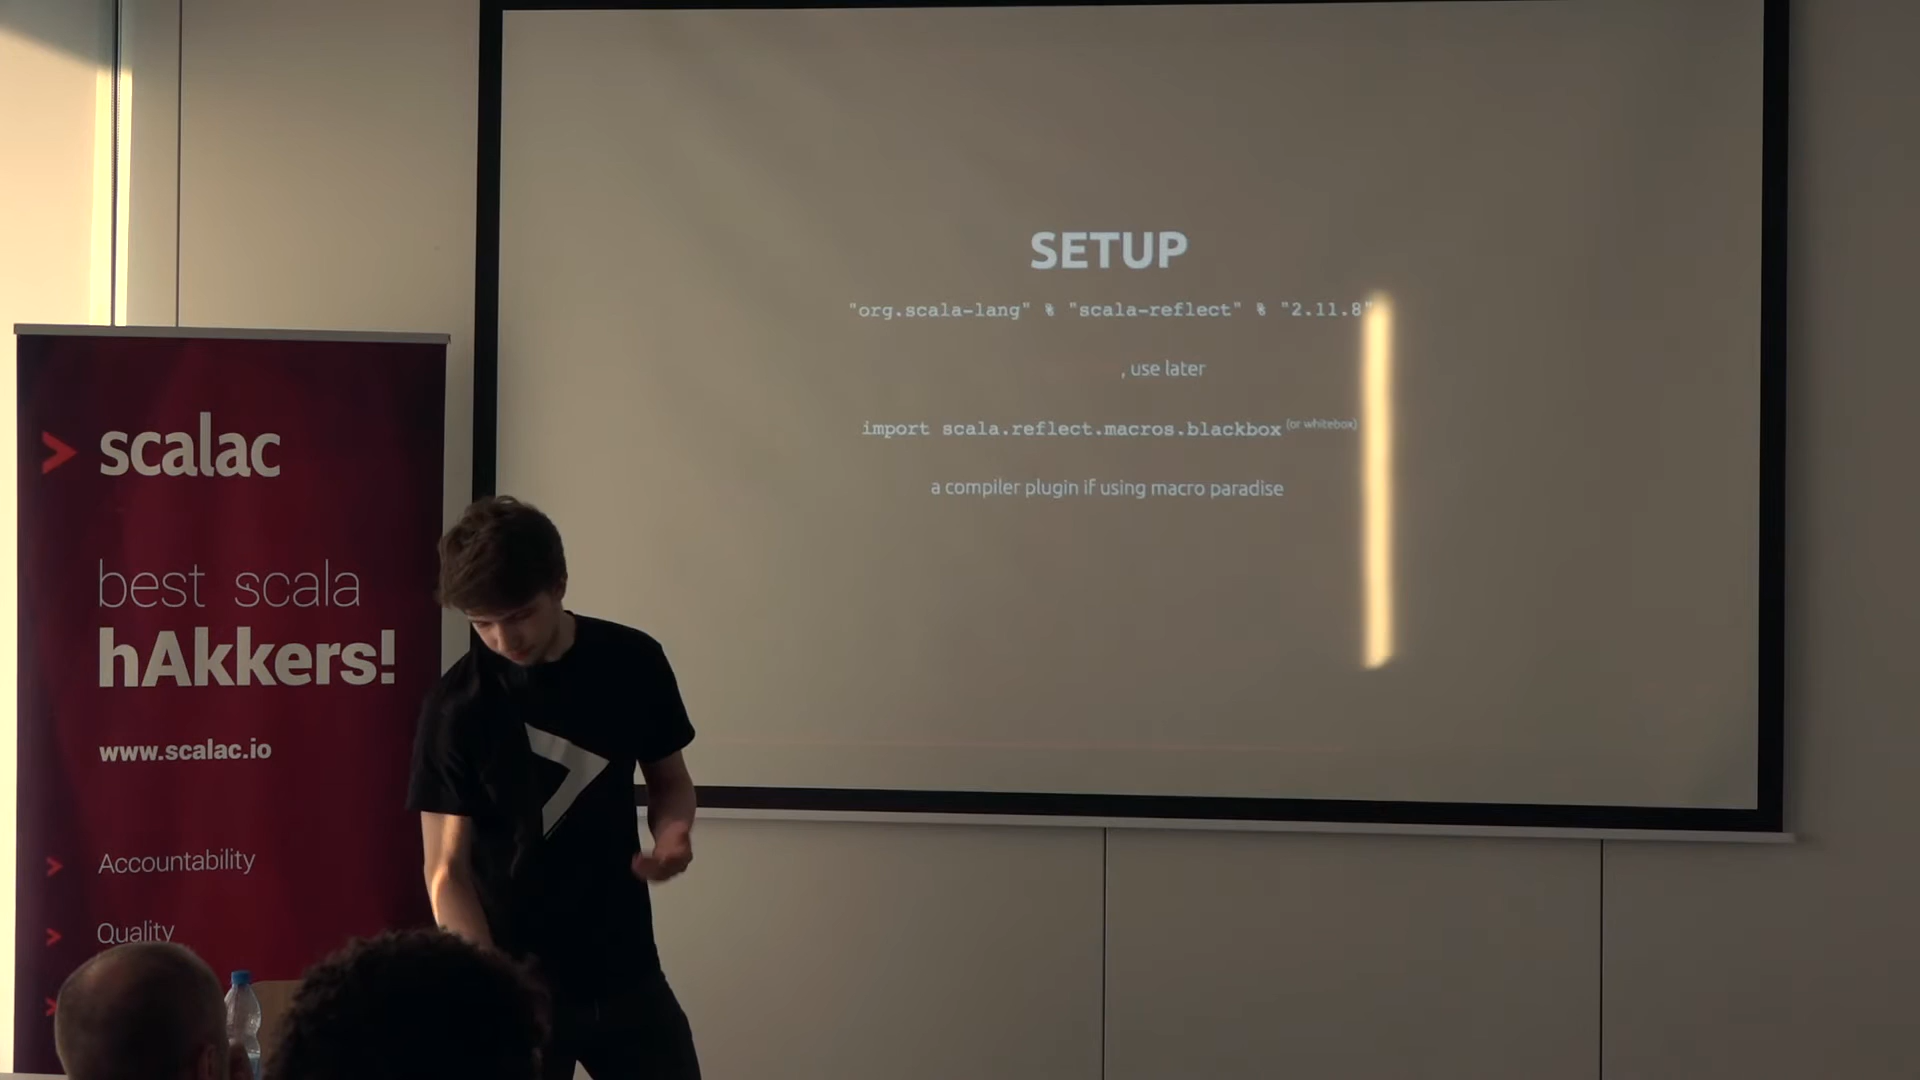 SETUP
"org.scala-lang" % "scala-reflect" % "2.11.8"
, use later
import scala.reflect.macros.blackbox (or whitebox)
a compiler plugin if using macro paradise
scalac
best scala
hAkkers!
www.scalac.io
Accountability
Quality